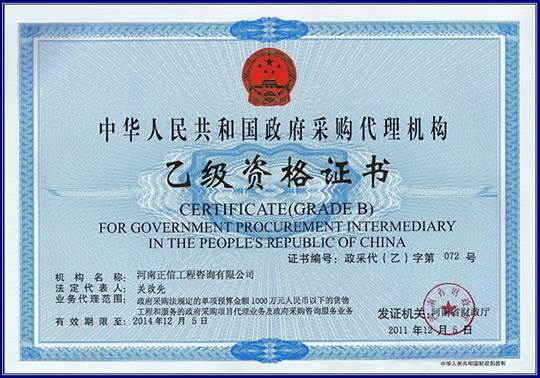 中华人民共和国政府采购代理机构
乙级资格证书
CERTIFICATE(GRADE B)
FOR GOVERNMENT PROCUREMENT INTERMEDIARY
IN THE PEOPLE'S REPUBLIC OF CHINA
证书编号：政采代（乙）字第 072 号
机构名称：河南正信工程咨询有限公司
法定代表人：关改先
业务代理范围：政府采购法规定的单项预算金额1000万元人民币以下的货物
工程和服务的政府采购项目代理业务及政府采购咨询服务业务
有效期限至：2014年12月5日
发证机关：河南省财政厅
2011年12月5日
中华人民共和国财政部监制